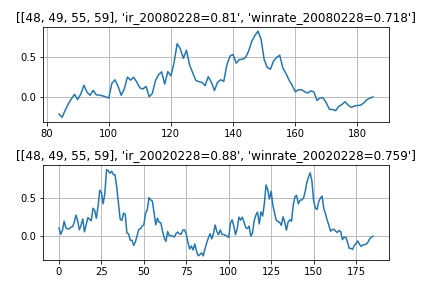 [[48, 49, 55, 59], 'ir_20080228=0.81', 'winrate_20080228=0.718']
0.5
0.0
80 100 120 140 160 180
[[48, 49, 55, 59], 'ir_20020228=0.88', 'winrate_20020228=0.759']
0.5
0.0
0 25 50 75 100 125 150 175